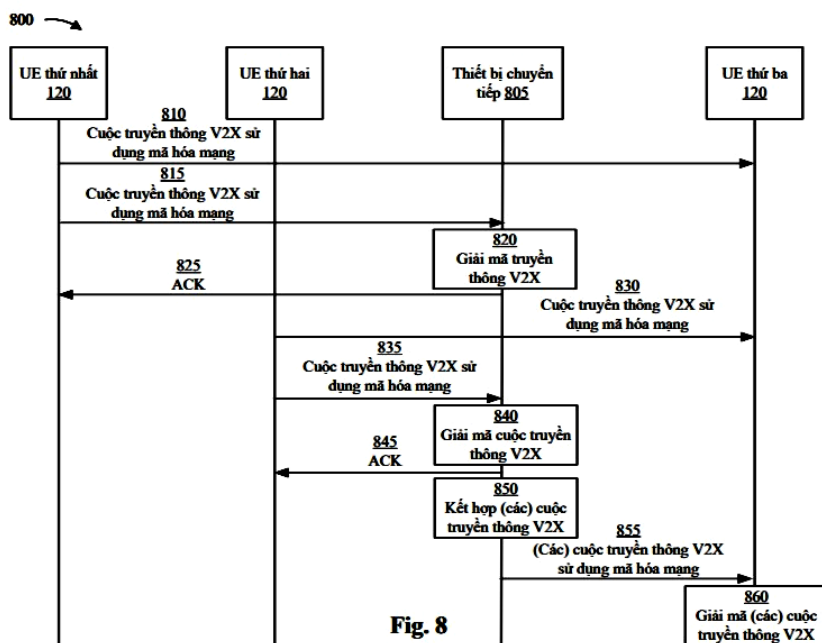 800
UE thứ nhất
120
UE thứ hai
120
Thiết bị chuyển
tiếp 805
UE thứ ba
120
810
Cuộc truyền thông V2X sử
dụng mã hóa mạng
815
Cuộc truyền thông V2X sử
dụng mã hóa mạng
820
Giải mã truyền
thông V2X
825
ACK
830
Cuộc truyền thông V2X sử
dụng mã hóa mạng
835
Cuộc truyền thông V2X sử
dụng mã hóa mạng
840
Giải mã cuộc truyền
thông V2X
845
ACK
850
Kết hợp (các) cuộc
truyền thông V2X
855
(Các) cuộc truyền thông V2X
sử dụng mã hóa mạng
860
Giải mã (các) cuộc
truyền thông V2X
Fig. 8